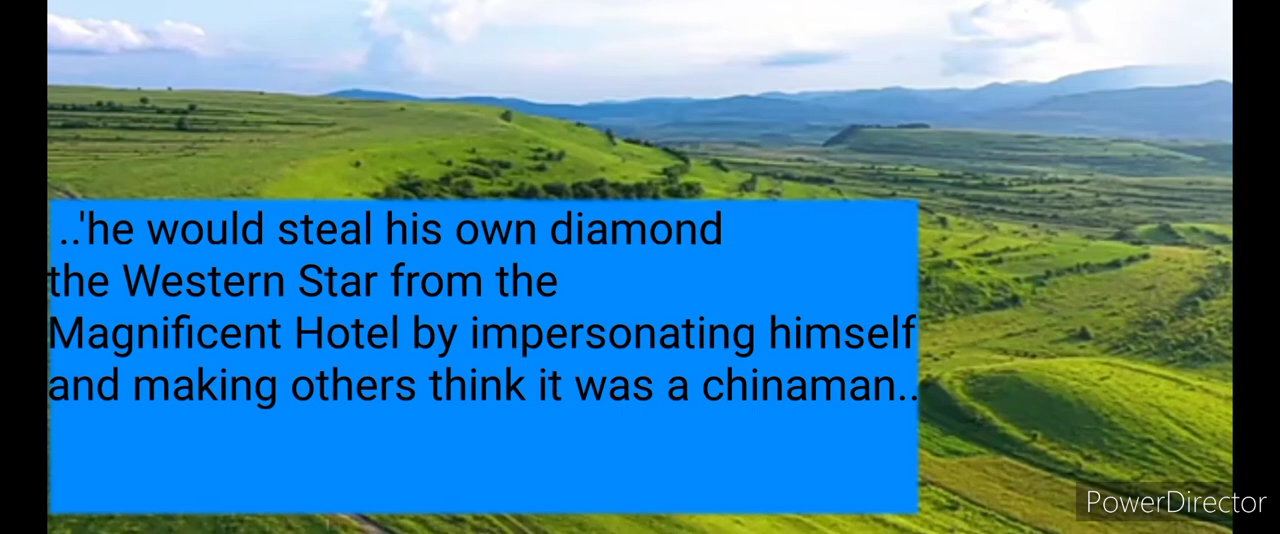 ..'he would steal his own diamond
the Western Star from the
Magnificent Hotel by impersonating himself
and making others think it was a chinaman..
PowerDirector